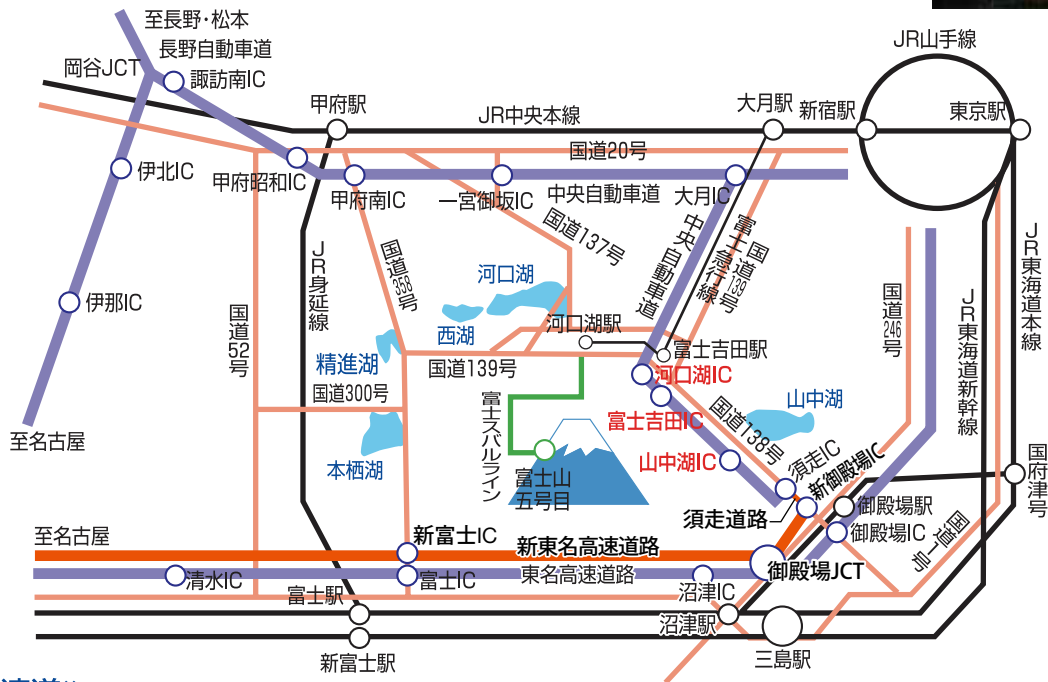 至長野・松本
長野自動車道
岡谷JCT
諏訪南IC
甲府駅
JR中央本線
大月駅
新宿駅
JR山手線
東京駅
国道20号
伊北IC
甲府昭和IC
甲府南IC
一宮御坂IC
中央自動車道
大月IC
国道137号
国道358号
JR身延線
中央自動車道
富士急行線
国道139号
河口湖
西湖
河口湖駅
富士吉田駅
伊那IC
国道52号
精進湖
国道139号
国道300号
河口湖IC
富士吉田IC
山中湖
国道138号
国道246号
JR東海道新幹線
JR東海道本線
至名古屋
本栖湖
富士スバルライン
富士山
五号目
山中湖IC
須走IC
新御殿場IC
須走道路
御殿場駅
御殿場IC
国道一号
国府津号
至名古屋
新富士IC
新東名高速道路
東名高速道路
御殿場JCT
清水IC
富士IC
沼津IC
富士駅
沼津駅
新富士駅
三島駅